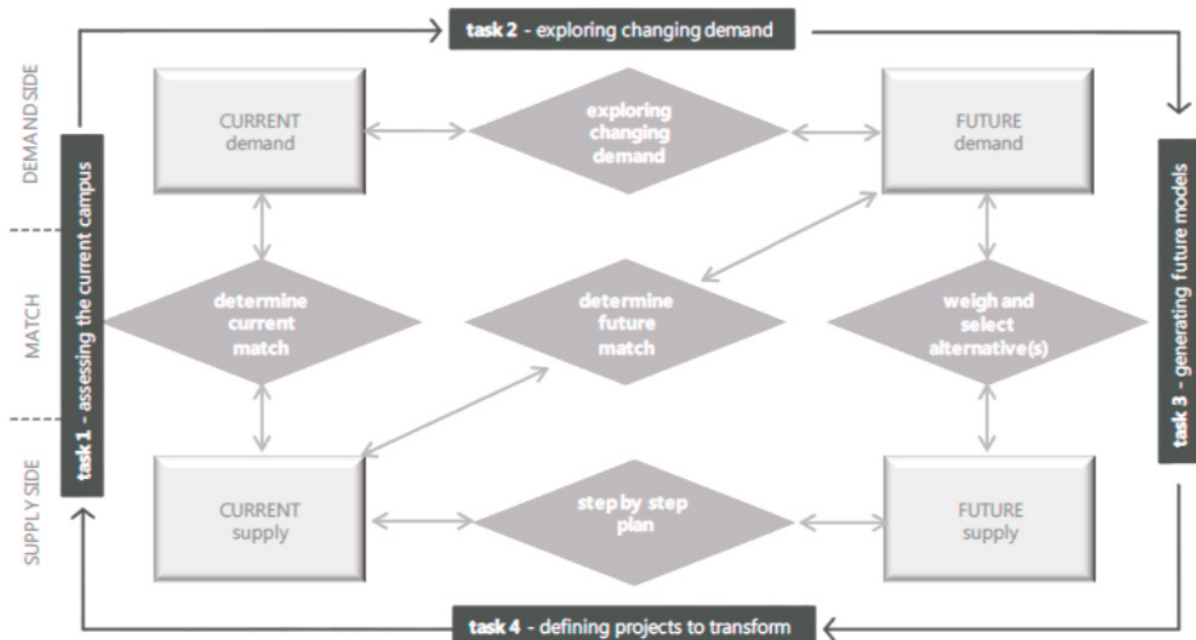 task 2 - exploring changing demand
DEMAND SIDE
MATCH
SUPPLY SIDE
task 1 - assessing the current campus
CURRENT
demand
exploring
changing
demand
FUTURE
demand
determine
current
match
determine
future
match
weigh and
select
alternative(s)
CURRENT
supply
step by step
plan
FUTURE
supply
task 3 - generating future models
task 4 - defining projects to transform